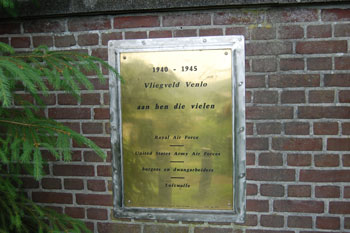 1940 - 1945
Vliegveld Venlo
aan hen die vielen
Royal Air Force
United States Army Air Forces
burgers en dwangarbeiders
Luftwaffe